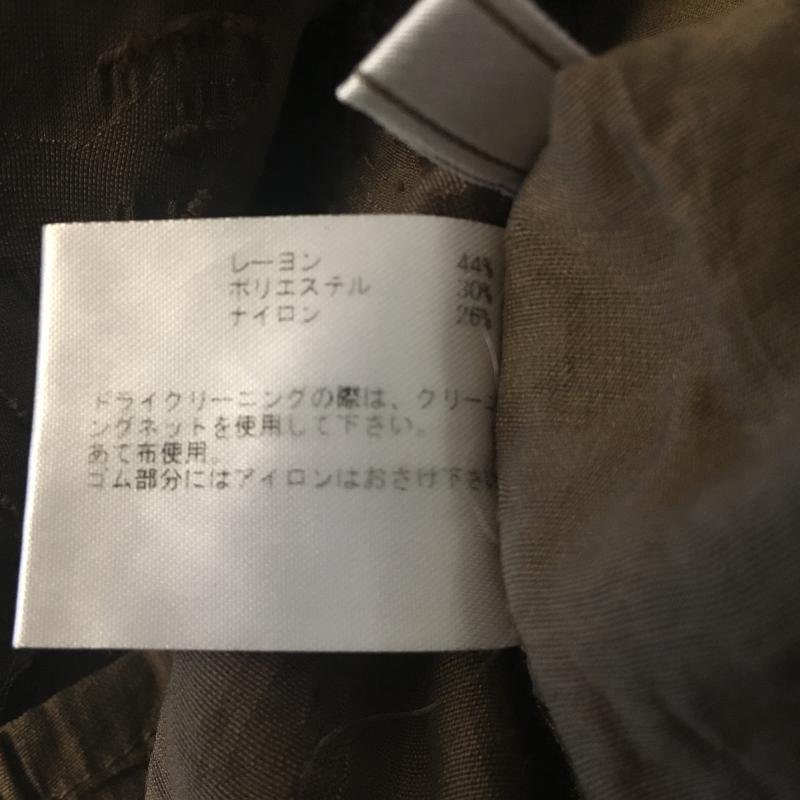 レーヨン 44%
ポリエステル 30%
ナイロン 26%
ドライクリーニングの際は、クリーニ
ングネットを使用して下さい。
あて布使用。
ゴム部分にはアイロンはおさけ下さい